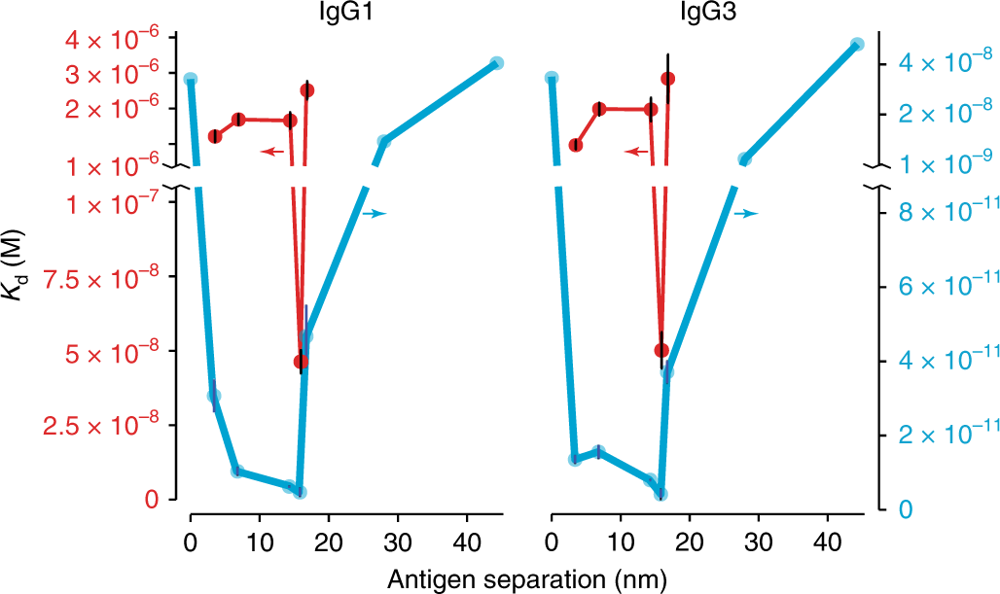 IgG1 IgG3
4 × 10⁻⁶
3 × 10⁻⁶
2 × 10⁻⁶
1 × 10⁻⁶
1 × 10⁻⁷
7.5 × 10⁻⁸
5 × 10⁻⁸
2.5 × 10⁻⁸
0
Kd (M)
4 × 10⁻⁸
2 × 10⁻⁸
1 × 10⁻⁹
8 × 10⁻¹¹
6 × 10⁻¹¹
4 × 10⁻¹¹
2 × 10⁻¹¹
0
0 10 20 30 40 0 10 20 30 40
Antigen separation (nm)